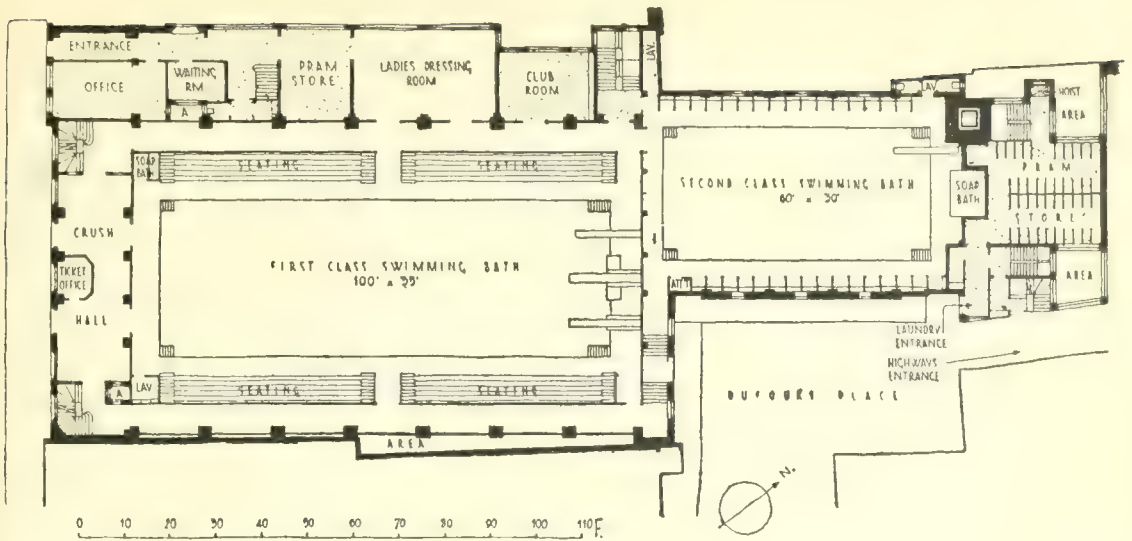 ENTRANCE
OFFICE
WAITING
RM
A
PRAM
STORE
LADIES DRESSING
ROOM
CLUB
ROOM
LAV.
LAV
HOIST
AREA
SOAP
BATH
SEATING
SEATING
SECOND CLASS SWIMMING BATH
60' x 30'
SOAP
BATH
PRAM
STORE
CRUSH
TICKET
OFFICE
HALL
FIRST CLASS SWIMMING BATH
100' x 35'
ATT
AREA
LAUNDRY
ENTRANCE
HIGHWAYS
ENTRANCE
A
LAV
SEATING
SEATING
DUFOURS PLACE
AREA
N.
0 10 20 30 40 50 60 70 80 90 100 110 F.